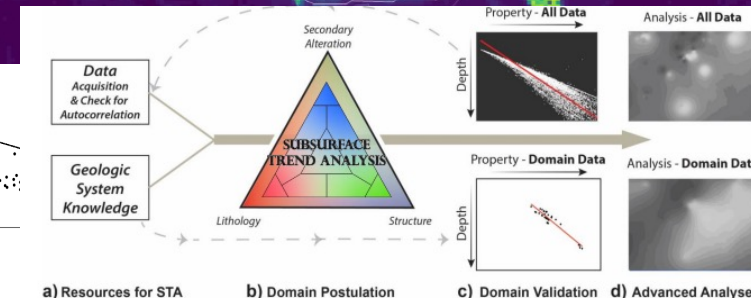 Data
Acquisition
& Check for
Autocorrelation
Geologic
System
Knowledge
a) Resources for STA
Secondary
Alteration
SUBSURFACE
TREND ANALYSIS
Lithology
Structure
b) Domain Postulation
Property - All Data
Depth
Property - Domain Data
Depth
c) Domain Validation
Analysis - All Data
Analysis - Domain Dat
d) Advanced Analyse